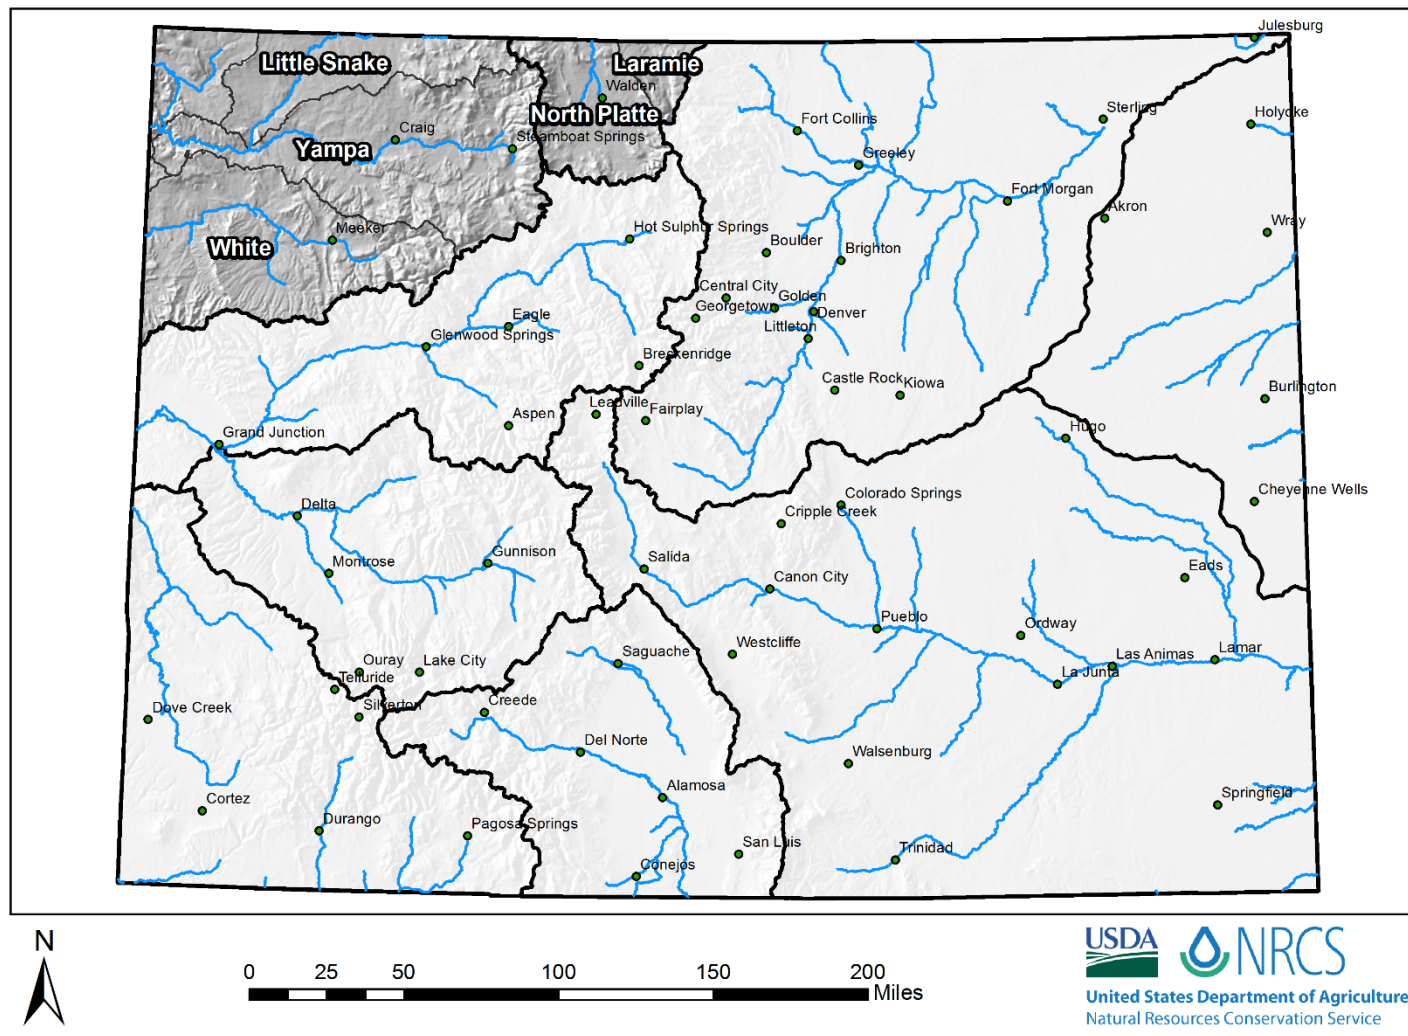 Julesburg
Little Snake
Laramie
Walden
North Platte
Sterling
Holyoke
Fort Collins
Craig
Steamboat Springs
Yampa
Greeley
Fort Morgan
Akron
Wray
Meeker
White
Hot Sulphur Springs
Boulder
Brighton
Central City
Golden
Georgetown
Denver
Eagle
Littleton
Glenwood Springs
Breckenridge
Castle Rock
Kiowa
Burlington
Leadville
Fairplay
Aspen
Hugo
Grand Junction
Cheyenne Wells
Colorado Springs
Delta
Cripple Creek
Gunnison
Salida
Montrose
Eads
Canon City
Ordway
Pueblo
Westcliffe
Saguache
Lamar
Las Animas
Ouray
Lake City
La Junta
Telluride
Creede
Silverton
Dove Creek
Del Norte
Walsenburg
Alamosa
Springfield
Cortez
Durango
Pagosa Springs
San Luis
Trinidad
Conejos
N
0 25 50 100 150 200
Miles
USDA
NRCS
United States Department of Agriculture
Natural Resources Conservation Service